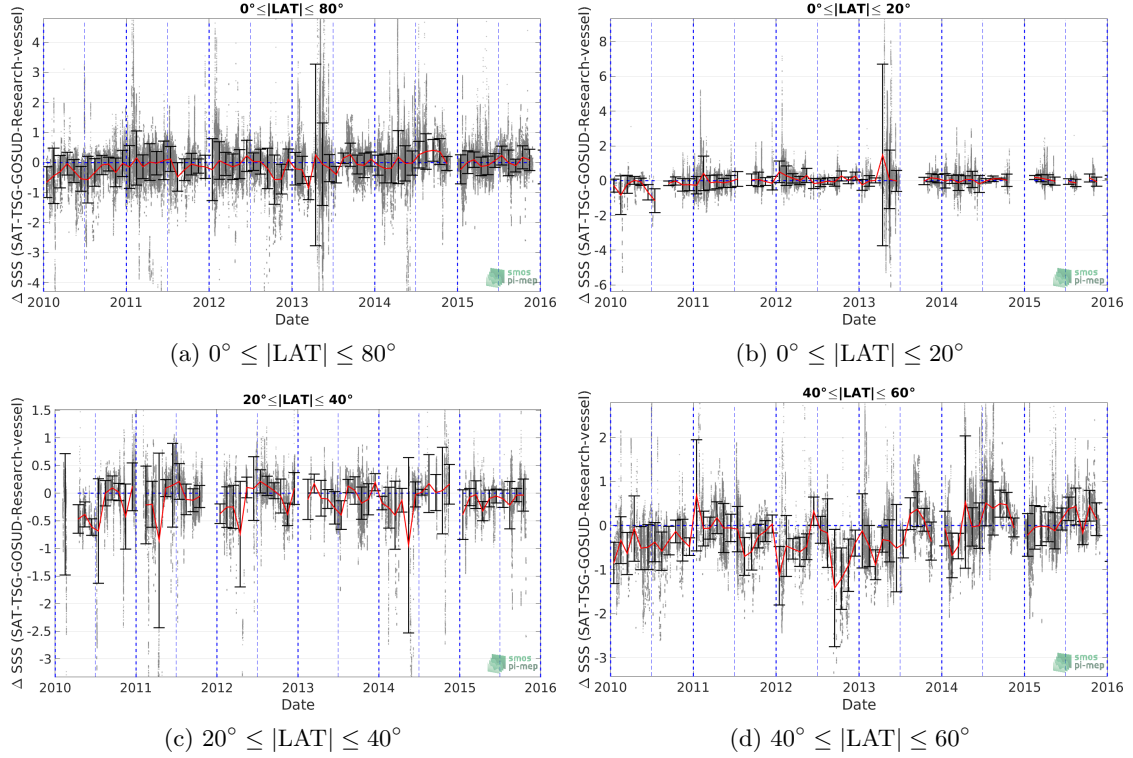 0°≤|LAT|≤ 80°
Δ SSS (SAT-TSG-GOSUD-Research-vessel)
4
3
2
1
0
-1
-2
-3
-4
2010 2011 2012 2013 2014 2015 2016
Date
smos
pi-mep
(a) 0° ≤ |LAT| ≤ 80°
0°≤|LAT|≤ 20°
Δ SSS (SAT-TSG-GOSUD-Research-vessel)
8
6
4
2
0
-2
-4
-6
2010 2011 2012 2013 2014 2015 2016
Date
smos
pi-mep
(b) 0° ≤ |LAT| ≤ 20°
20°≤|LAT|≤ 40°
Δ SSS (SAT-TSG-GOSUD-Research-vessel)
1.5
1
0.5
0
-0.5
-1
-1.5
-2
-2.5
-3
2010 2011 2012 2013 2014 2015 2016
Date
smos
pi-mep
(c) 20° ≤ |LAT| ≤ 40°
40°≤|LAT|≤ 60°
Δ SSS (SAT-TSG-GOSUD-Research-vessel)
2
1
0
-1
-2
-3
2010 2011 2012 2013 2014 2015 2016
Date
smos
pi-mep
(d) 40° ≤ |LAT| ≤ 60°